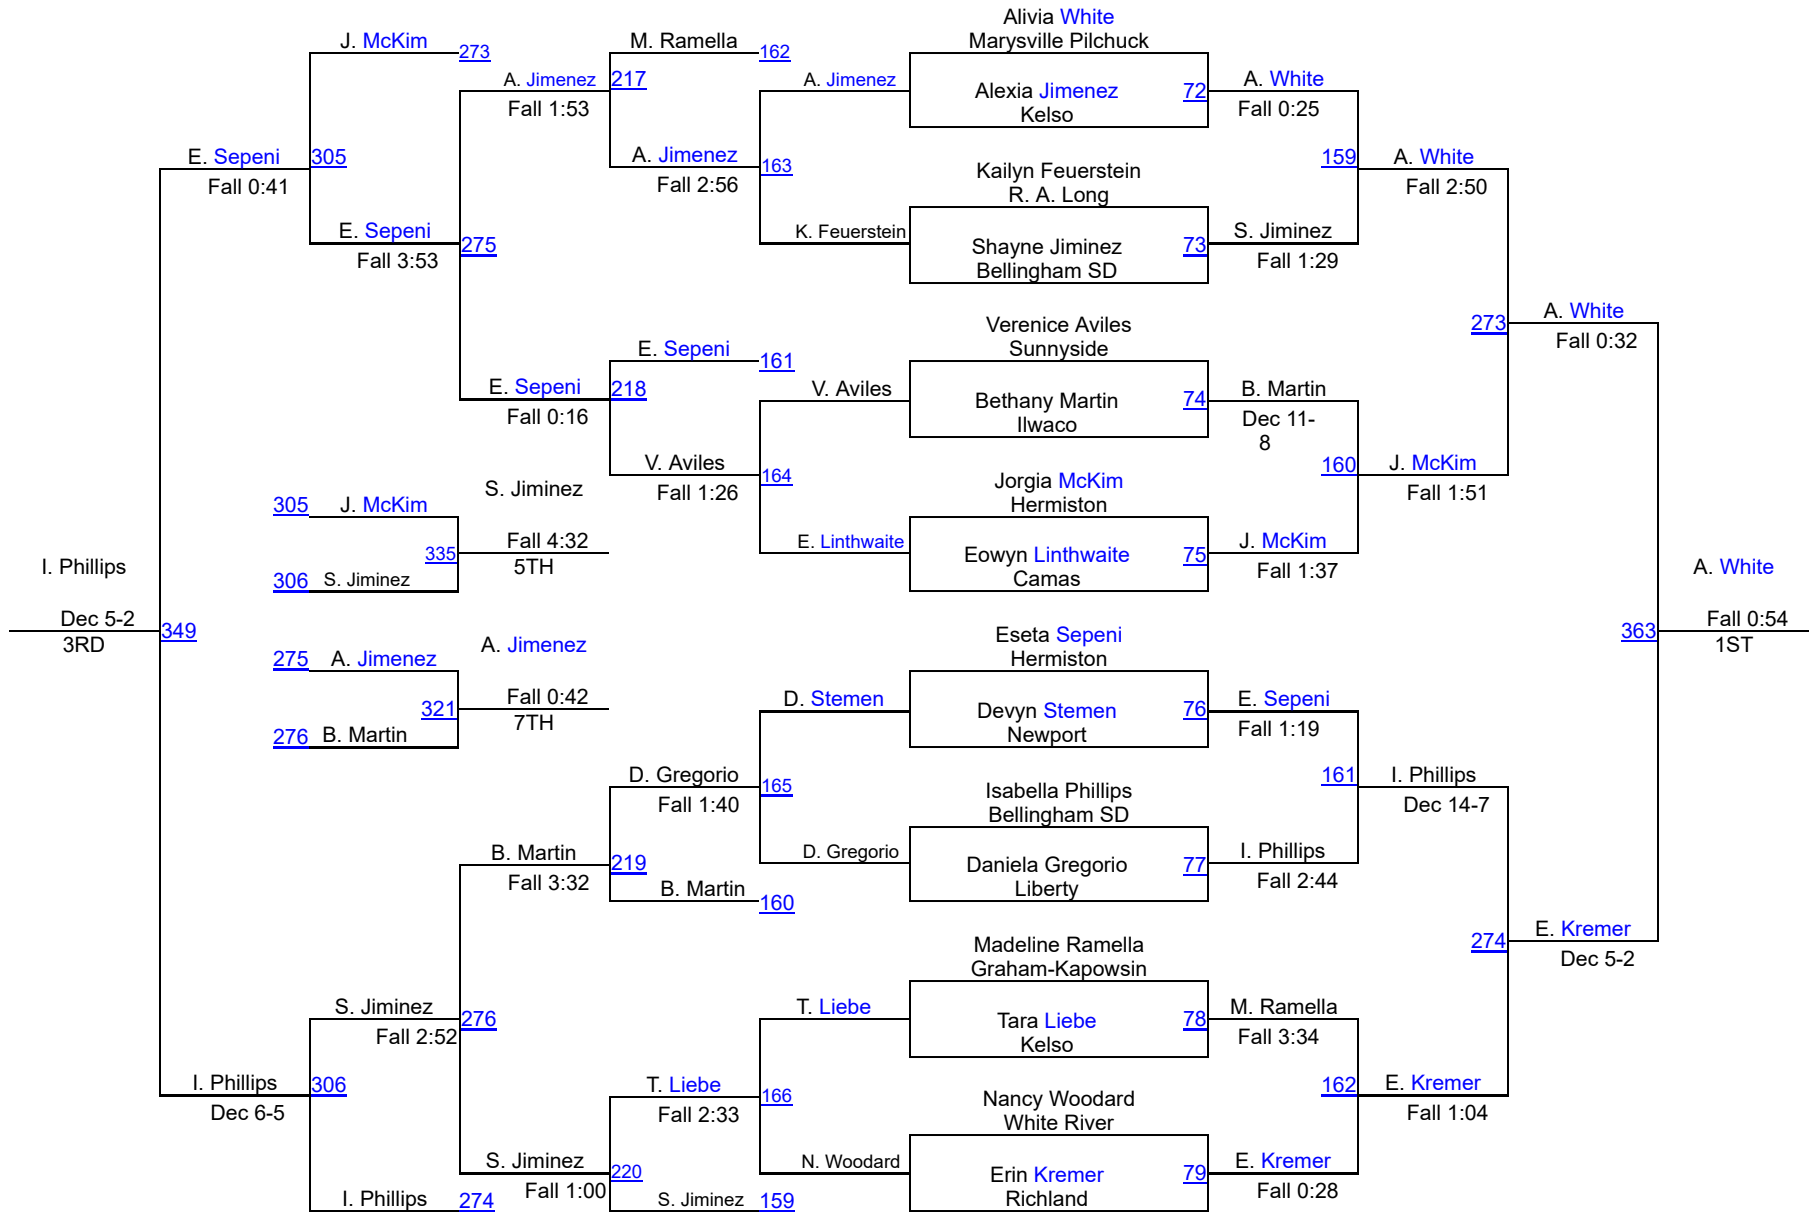 Alivia White
J. McKim
273
M. Ramella
162
Marysville Pilchuck
A. Jimenez
217
Fall 1:53
A. Jimenez
Alexia Jimenez
72
Kelso
A. White
Fall 0:25
E. Sepeni
305
Fall 0:41
A. Jimenez
163
Fall 2:56
Kailyn Feuerstein
R. A. Long
159
A. White
Fall 2:50
E. Sepeni
275
Fall 3:53
K. Feuerstein
Shayne Jiminez
73
Bellingham SD
S. Jiminez
Fall 1:29
Verenice Aviles
Sunnyside
273
A. White
Fall 0:32
E. Sepeni
161
E. Sepeni
218
Fall 0:16
V. Aviles
Bethany Martin
74
Ilwaco
B. Martin
Dec 11-
8
V. Aviles
164
Fall 1:26
Jorgia McKim
Hermiston
160
J. McKim
Fall 1:51
305
J. McKim
S. Jiminez
335
Fall 4:32
5TH
306
S. Jiminez
E. Linthwaite
Eowyn Linthwaite
75
Camas
J. McKim
Fall 1:37
I. Phillips
Dec 5-2
3RD
349
A. White
Fall 0:54
363
1ST
275
A. Jimenez
A. Jimenez
321
Fall 0:42
7TH
276
B. Martin
Eseta Sepeni
Hermiston
D. Stemen
Devyn Stemen
76
Newport
E. Sepeni
Fall 1:19
D. Gregorio
165
Fall 1:40
Isabella Phillips
Bellingham SD
161
I. Phillips
Dec 14-7
B. Martin
219
Fall 3:32
B. Martin
160
D. Gregorio
Daniela Gregorio
77
Liberty
I. Phillips
Fall 2:44
Madeline Ramella
Graham-Kapowsin
274
E. Kremer
Dec 5-2
S. Jiminez
276
Fall 2:52
T. Liebe
Tara Liebe
78
Kelso
M. Ramella
Fall 3:34
I. Phillips
306
Dec 6-5
T. Liebe
166
Fall 2:33
Nancy Woodard
White River
162
E. Kremer
Fall 1:04
S. Jiminez
220
Fall 1:00
N. Woodard
Erin Kremer
79
Richland
E. Kremer
Fall 0:28
I. Phillips
274
S. Jiminez
159